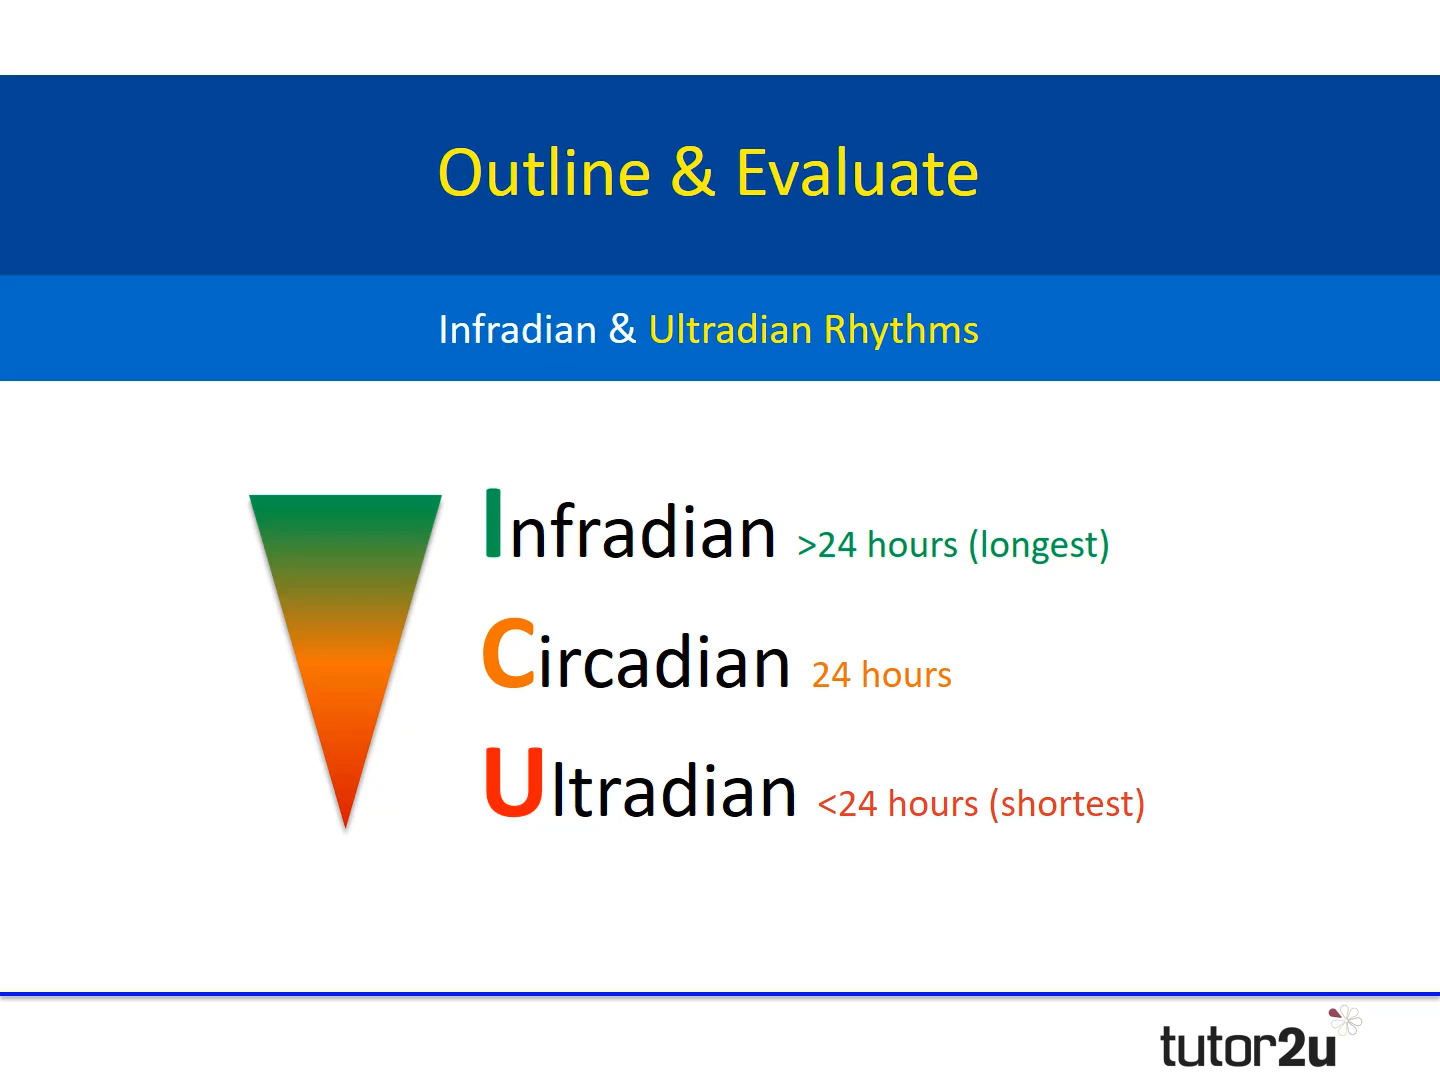 Outline & Evaluate
Infradian & Ultradian Rhythms
Infradian >24 hours (longest)
Circadian 24 hours
Ultradian <24 hours (shortest)
tutor2u